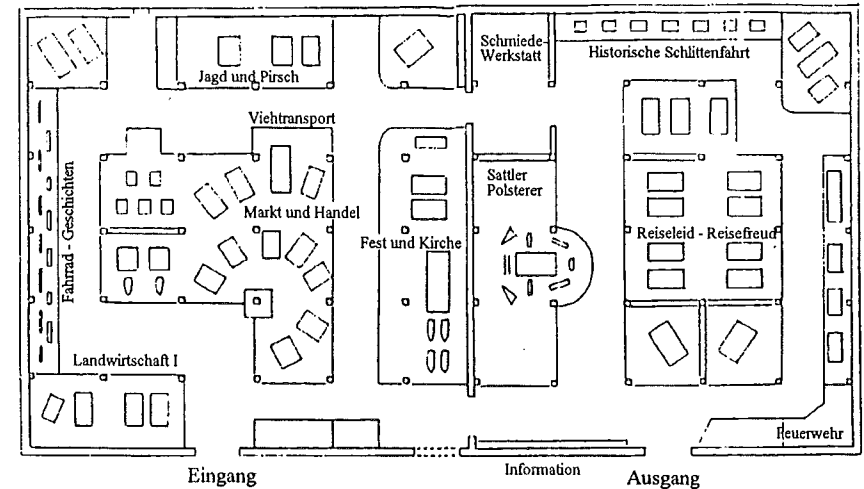 Schmiede-
Werkstatt
Historische Schlittenfahrt
Jagd und Pirsch
Viehtransport
Sattler
Polsterer
Fahrrad - Geschichten
Markt und Handel
Fest und Kirche
Reiseleid - Reisefreud
Landwirtschaft I
Feuerwehr
Eingang
Information
Ausgang